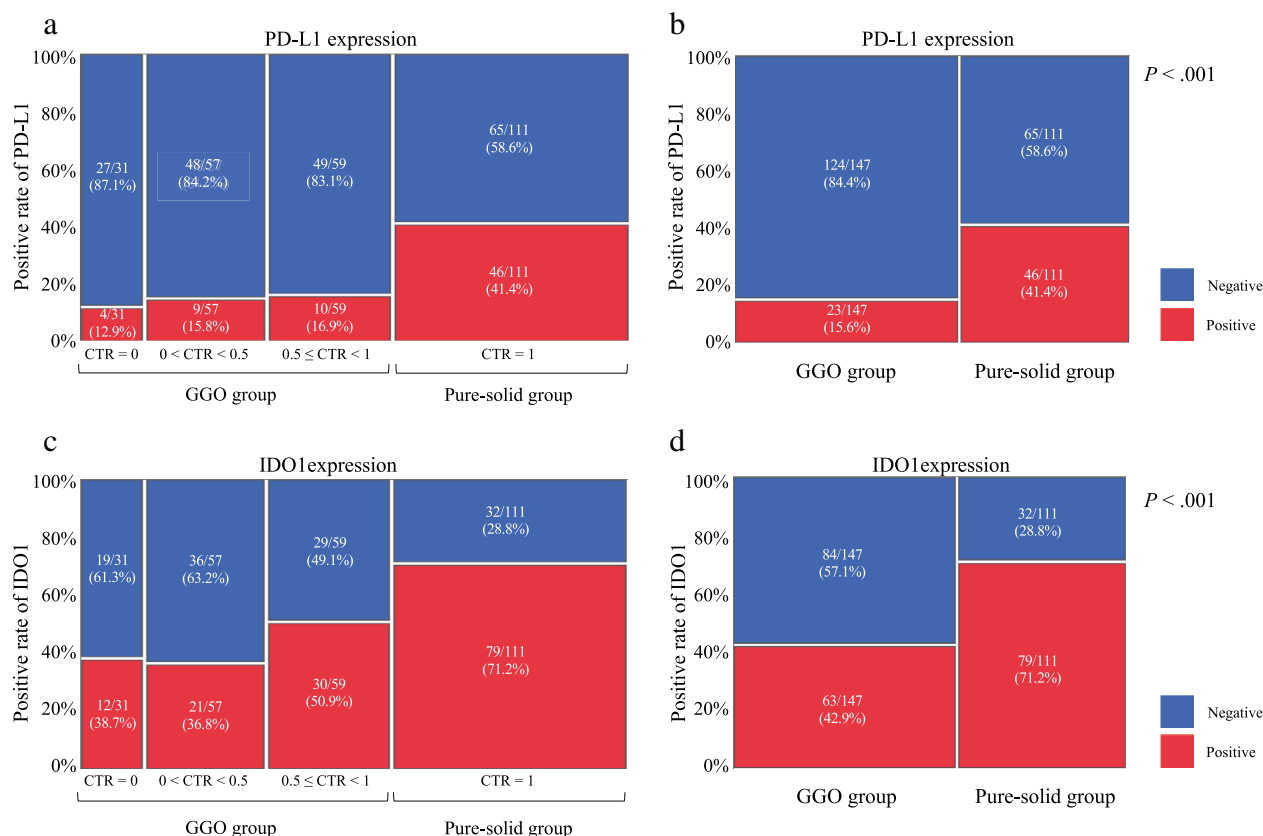 a
PD-L1 expression
Positive rate of PD-L1
100%
80%
60%
40%
20%
0%
27/31
(87.1%)
48/57
(84.2%)
49/59
(83.1%)
65/111
(58.6%)
4/31
(12.9%)
9/57
(15.8%)
10/59
(16.9%)
46/111
(41.4%)
CTR = 0
0 < CTR < 0.5
0.5 ≤ CTR < 1
CTR = 1
GGO group
Pure-solid group
b
PD-L1 expression
P < .001
Positive rate of PD-L1
100%
80%
60%
40%
20%
0%
124/147
(84.4%)
65/111
(58.6%)
23/147
(15.6%)
46/111
(41.4%)
GGO group
Pure-solid group
Negative
Positive
c
IDO1expression
Positive rate of IDO1
100%
80%
60%
40%
20%
0%
19/31
(61.3%)
36/57
(63.2%)
29/59
(49.1%)
32/111
(28.8%)
12/31
(38.7%)
21/57
(36.8%)
30/59
(50.9%)
79/111
(71.2%)
CTR = 0
0 < CTR < 0.5
0.5 ≤ CTR < 1
CTR = 1
GGO group
Pure-solid group
d
IDO1expression
P < .001
Positive rate of IDO1
100%
80%
60%
40%
20%
0%
84/147
(57.1%)
32/111
(28.8%)
63/147
(42.9%)
79/111
(71.2%)
GGO group
Pure-solid group
Negative
Positive